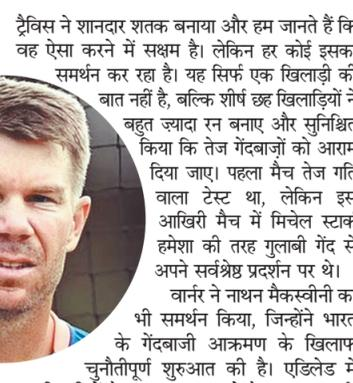 ट्रैविस ने शानदार शतक बनाया और हम जानते हैं कि
वह ऐसा करने में सक्षम है। लेकिन हर कोई इसका
समर्थन कर रहा है। यह सिर्फ एक खिलाड़ी की
बात नहीं है, बल्कि शीर्ष छह खिलाड़ियों ने
बहुत ज्यादा रन बनाए और सुनिश्चित
किया कि तेज गेंदबाज़ों को आराम
दिया जाए। पहला मैच तेज गति
वाला टेस्ट था, लेकिन इस
आखिरी मैच में मिचेल स्टार्क
हमेशा की तरह गुलाबी गेंद से
अपने सर्वश्रेष्ठ प्रदर्शन पर थे।
वार्नर ने नाथन मैकस्वीनी का
भी समर्थन किया, जिन्होंने भारत
के गेंदबाजी आक्रमण के खिलाफ
चुनौतीपूर्ण शुरुआत की है। एडिलेड में